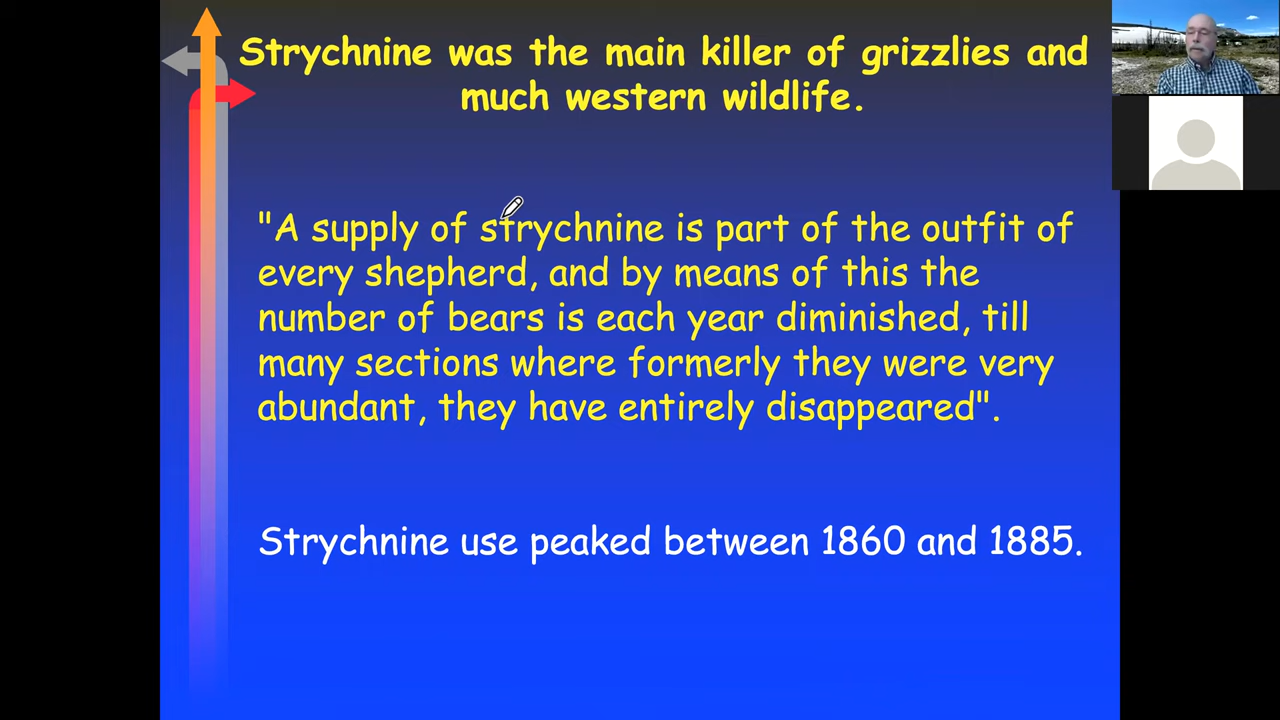 Strychnine was the main killer of grizzlies and
much western wildlife.
"A supply of strychnine is part of the outfit of
every shepherd, and by means of this the
number of bears is each year diminished, till
many sections where formerly they were very
abundant, they have entirely disappeared".
Strychnine use peaked between 1860 and 1885.